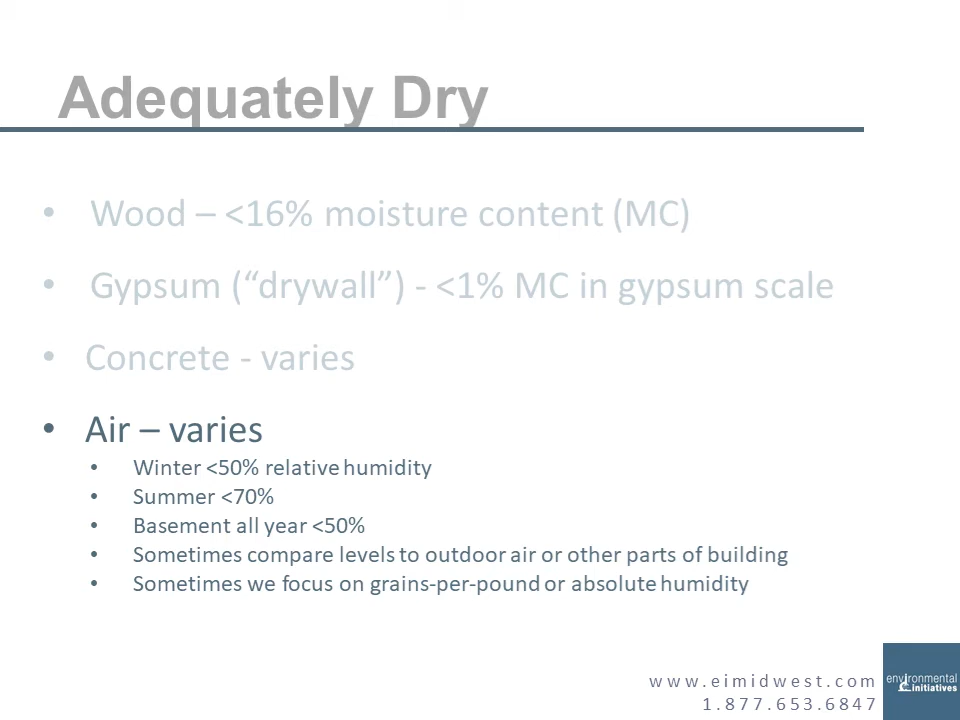 Adequately Dry
• Wood – <16% moisture content (MC)
• Gypsum (“drywall”) - <1% MC in gypsum scale
• Concrete - varies
• Air – varies
• Winter <50% relative humidity
• Summer <70%
• Basement all year <50%
• Sometimes compare levels to outdoor air or other parts of building
• Sometimes we focus on grains-per-pound or absolute humidity
www.eimidwest.com
1.877.653.6847
environmental
initiatives